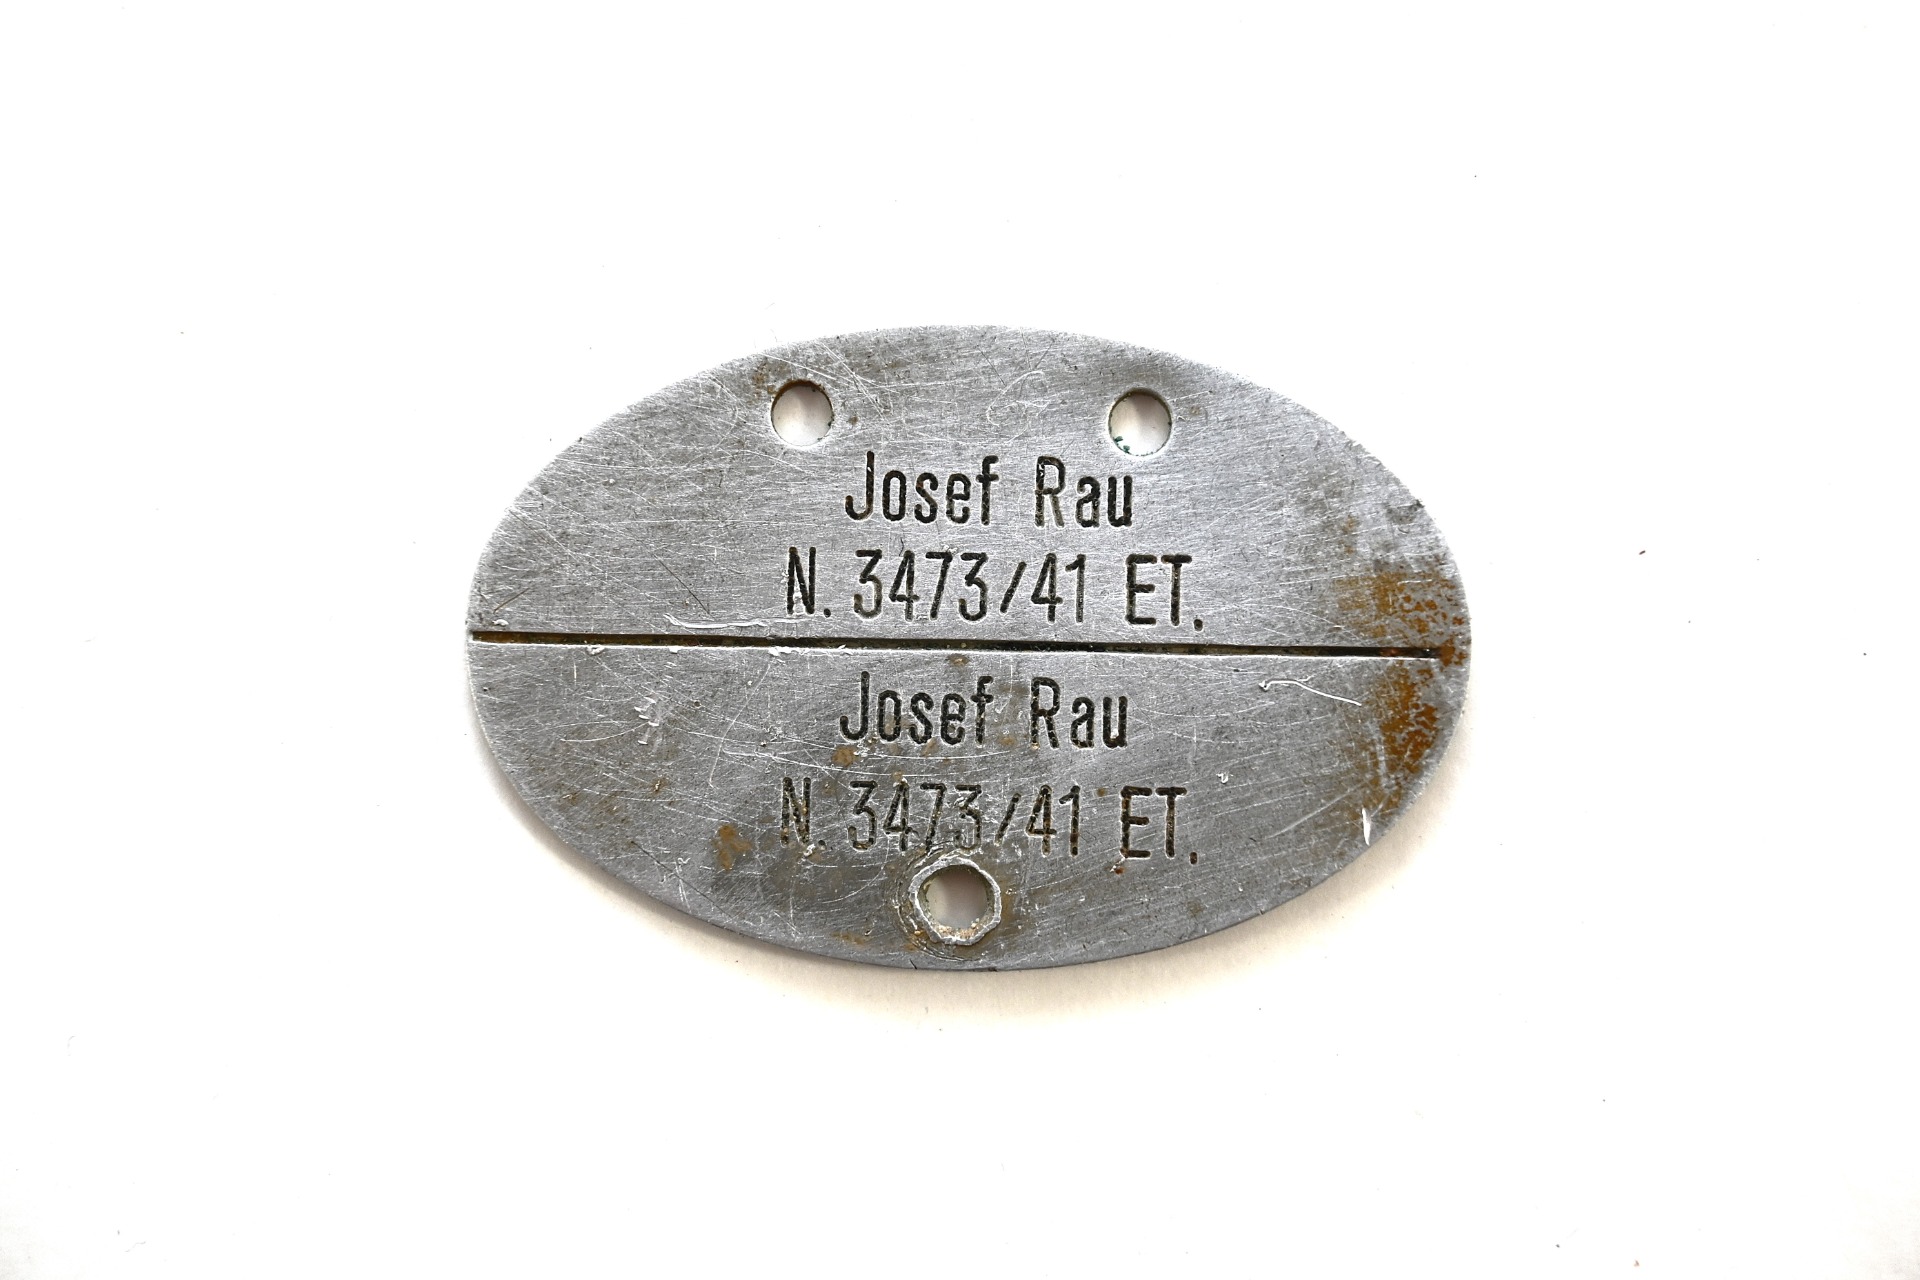 Josef Rau
N. 3473/41 ET.
Josef Rau
N. 3473/41 ET.